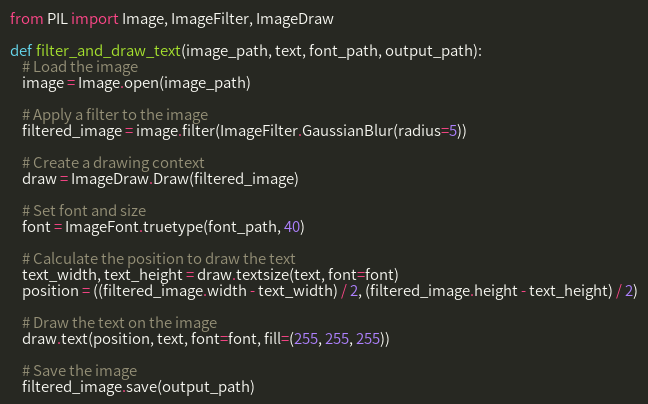 from PIL import Image, ImageFilter, ImageDraw

def filter_and_draw_text(image_path, text, font_path, output_path):
    # Load the image
    image = Image.open(image_path)

    # Apply a filter to the image
    filtered_image = image.filter(ImageFilter.GaussianBlur(radius=5))

    # Create a drawing context
    draw = ImageDraw.Draw(filtered_image)

    # Set font and size
    font = ImageFont.truetype(font_path, 40)

    # Calculate the position to draw the text
    text_width, text_height = draw.textsize(text, font=font)
    position = ((filtered_image.width - text_width) / 2, (filtered_image.height - text_height) / 2)

    # Draw the text on the image
    draw.text(position, text, font=font, fill=(255, 255, 255))

    # Save the image
    filtered_image.save(output_path)